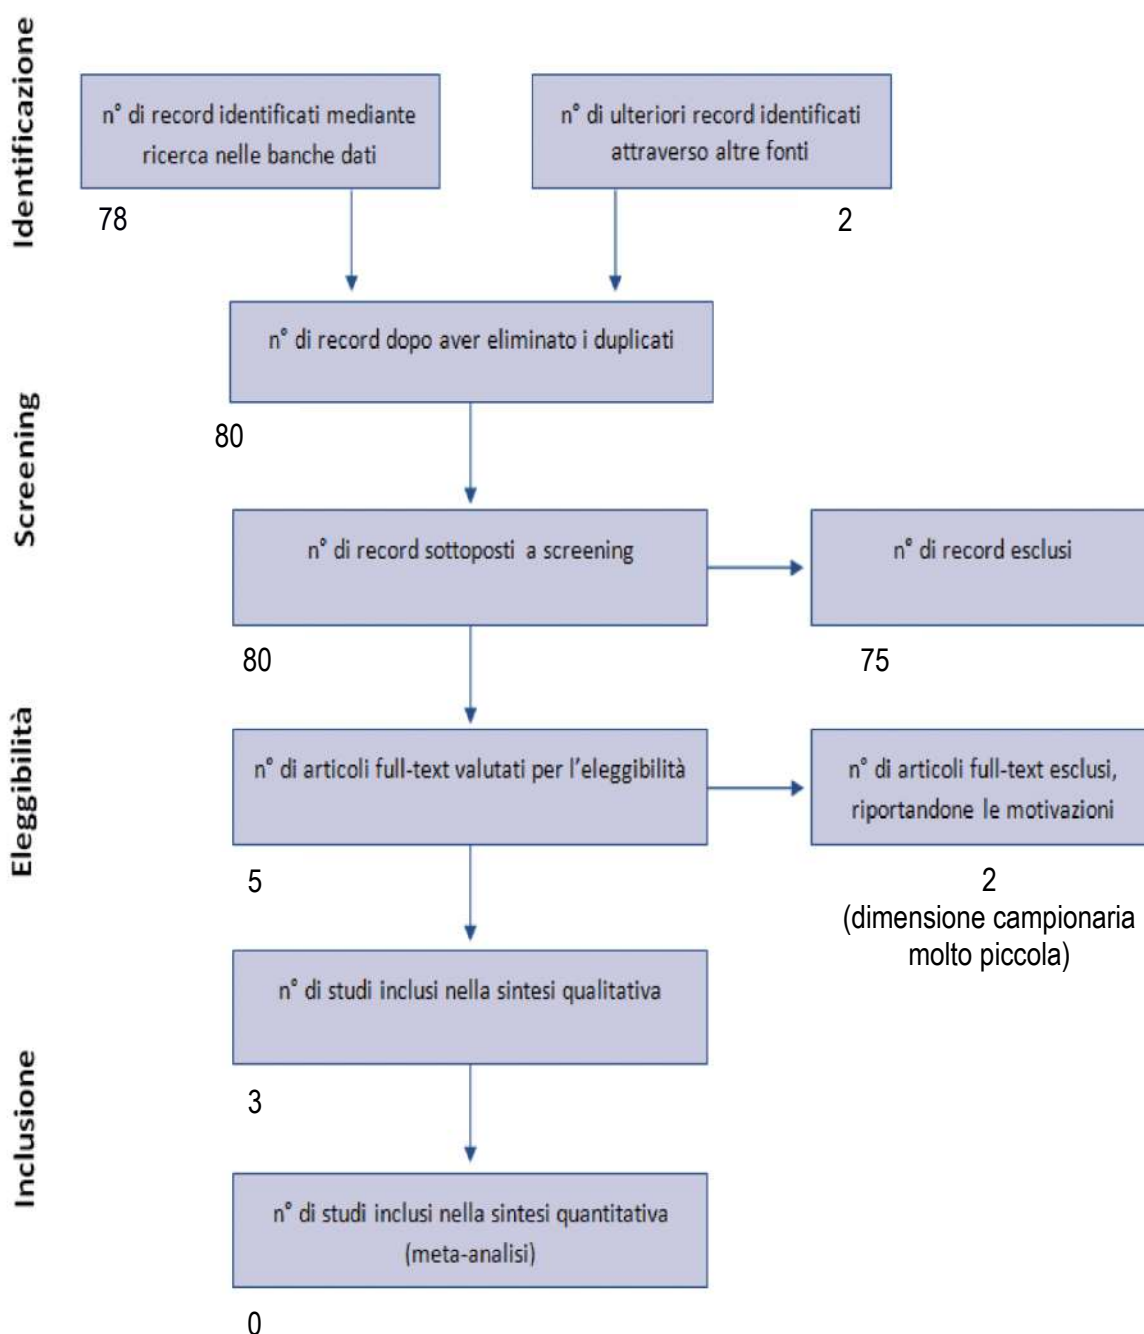 Identificazione
n° di record identificati mediante
ricerca nelle banche dati
n° di ulteriori record identificati
attraverso altre fonti
78
2
n° di record dopo aver eliminato i duplicati
80
Screening
n° di record sottoposti a screening
n° di record esclusi
80
75
Eleggibilità
n° di articoli full-text valutati per l'eleggibilità
n° di articoli full-text esclusi,
riportandone le motivazioni
5
2
(dimensione campionaria
molto piccola)
n° di studi inclusi nella sintesi qualitativa
3
Inclusione
n° di studi inclusi nella sintesi quantitativa
(meta-analisi)
0